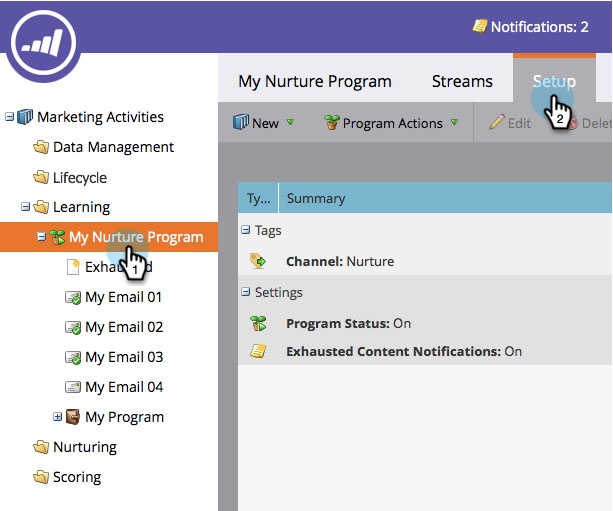 Notifications: 2
My Nurture Program Streams Setup
New Program Actions Edit Delet
Marketing Activities
Data Management
Lifecycle
Learning
My Nurture Program
1
2
My Email 01
My Email 02
My Email 03
My Email 04
My Program
Nurturing
Scoring
Ty... Summary
Tags
Channel: Nurture
Settings
Program Status: On
Exhausted Content Notifications: On